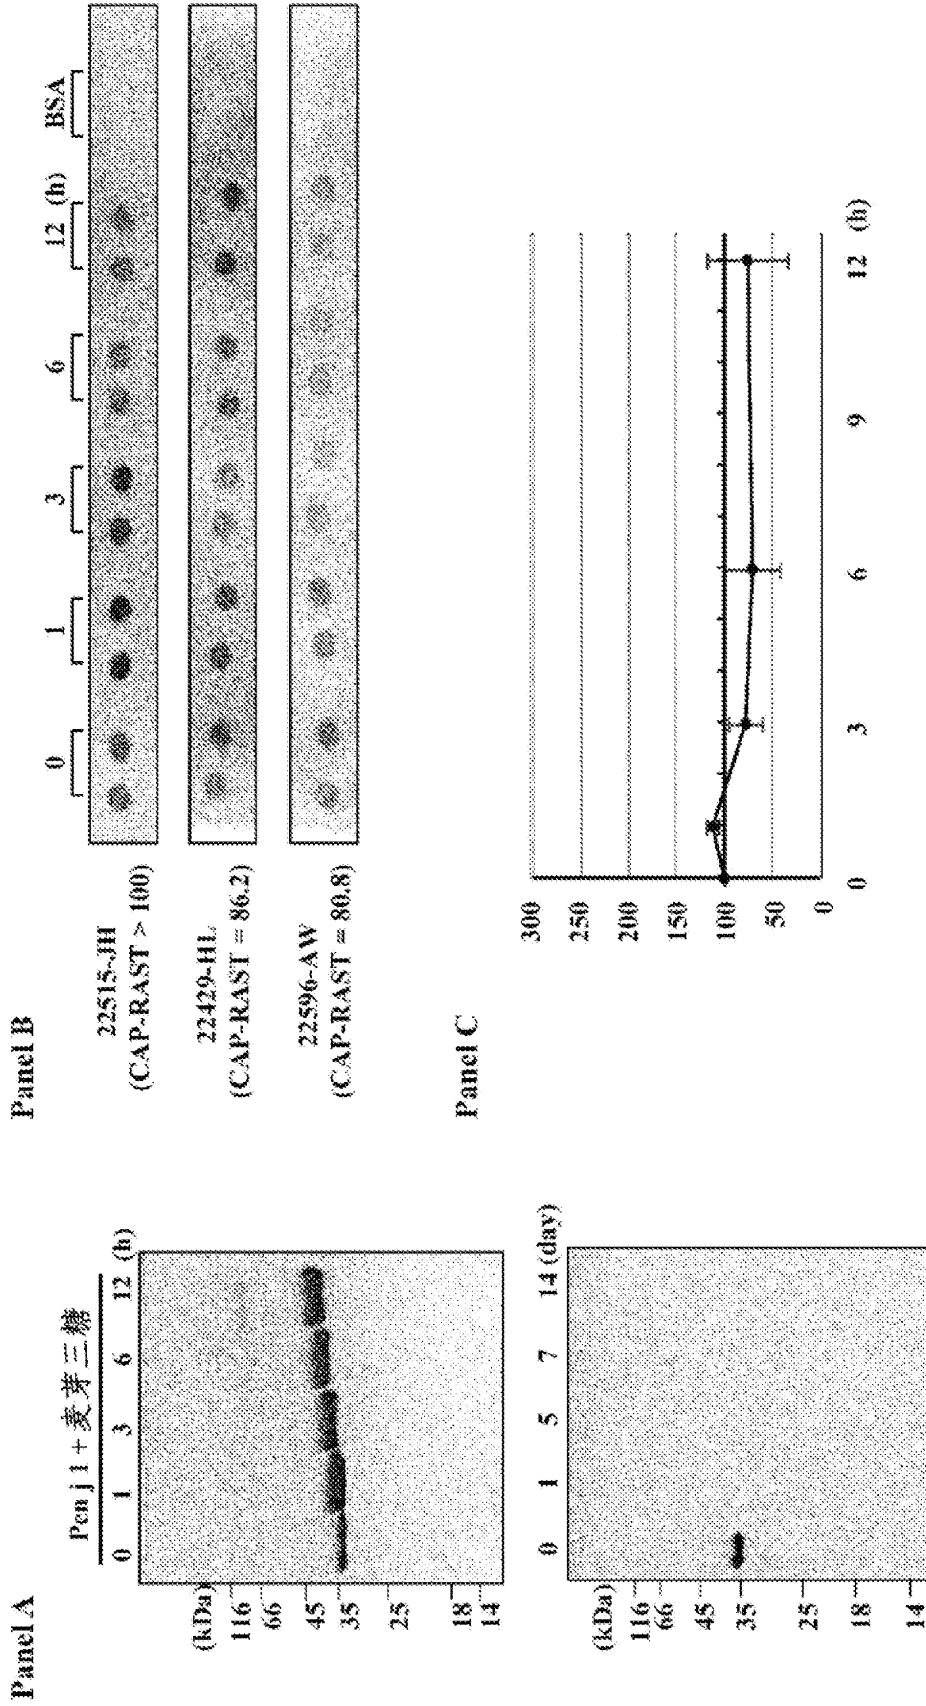 Panel A
Pen j 1 + 麦芽三糖
0 1 3 6 12 (h)
(kDa)
116
66
45
35
25
18
14
0 1 5 7 14 (day)
(kDa)
116
66
45
35
25
18
14
Panel B
0 1 3 6 12 (h) BSA
22515-JH
(CAP-RAST > 100)
22429-HL
(CAP-RAST = 86.2)
22596-AW
(CAP-RAST = 80.8)
Panel C
300
250
200
150
100
50
0
0 3 6 9 12 (h)